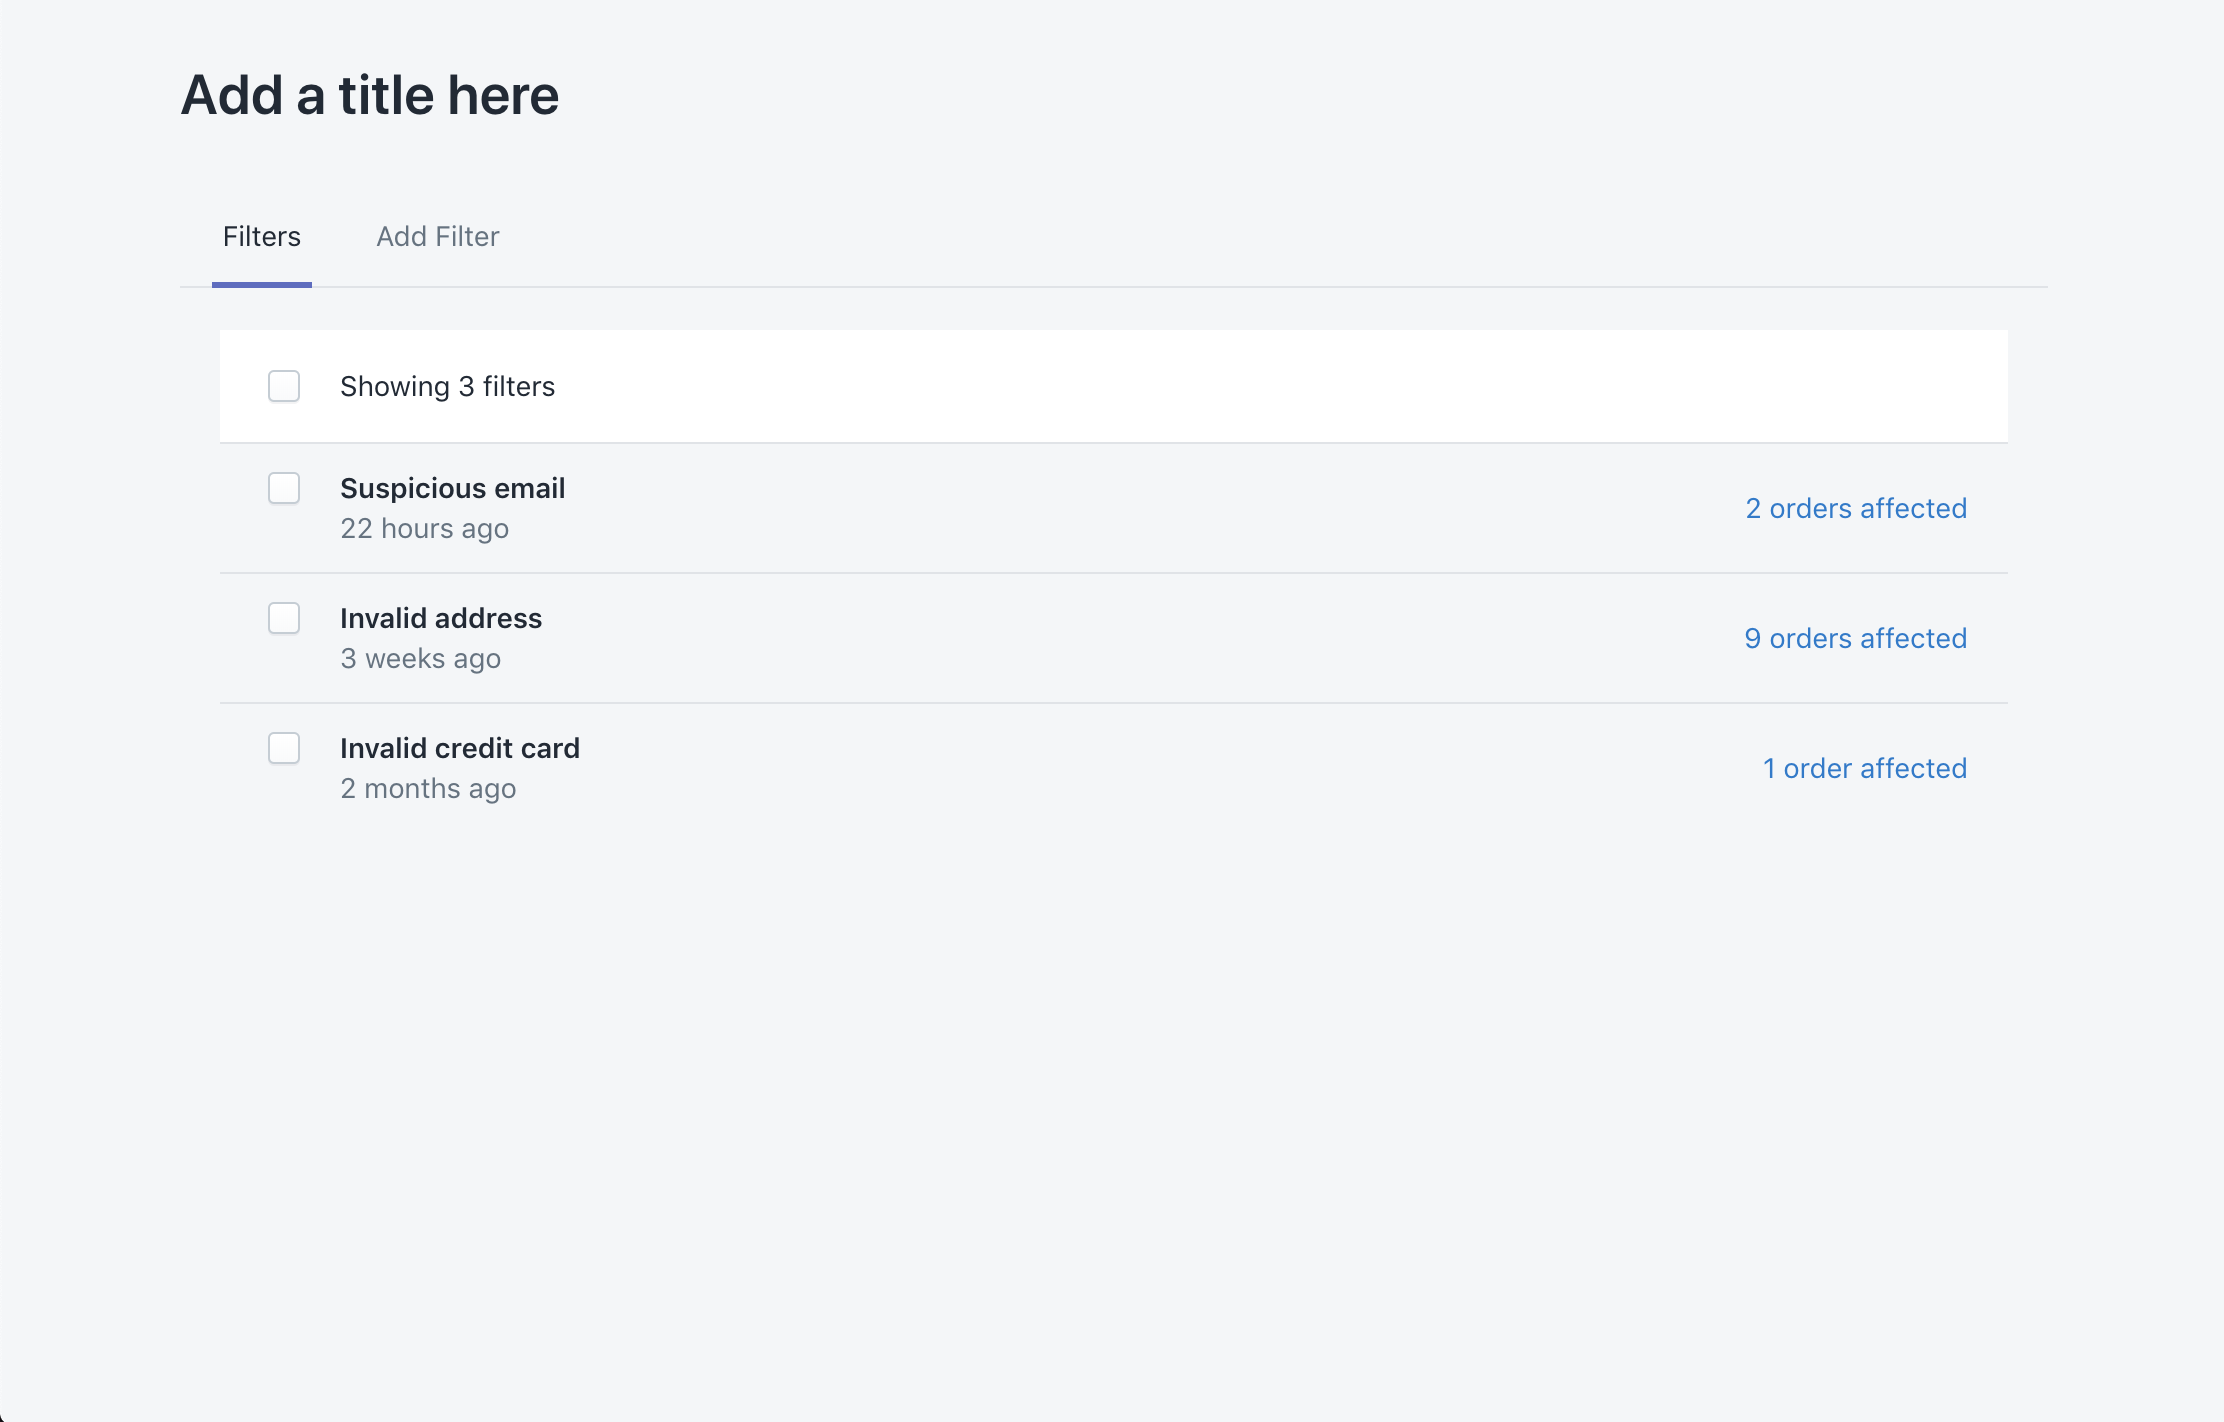 Add a title here
Filters
Add Filter
Showing 3 filters
Suspicious email
22 hours ago
2 orders affected
Invalid address
3 weeks ago
9 orders affected
Invalid credit card
2 months ago
1 order affected